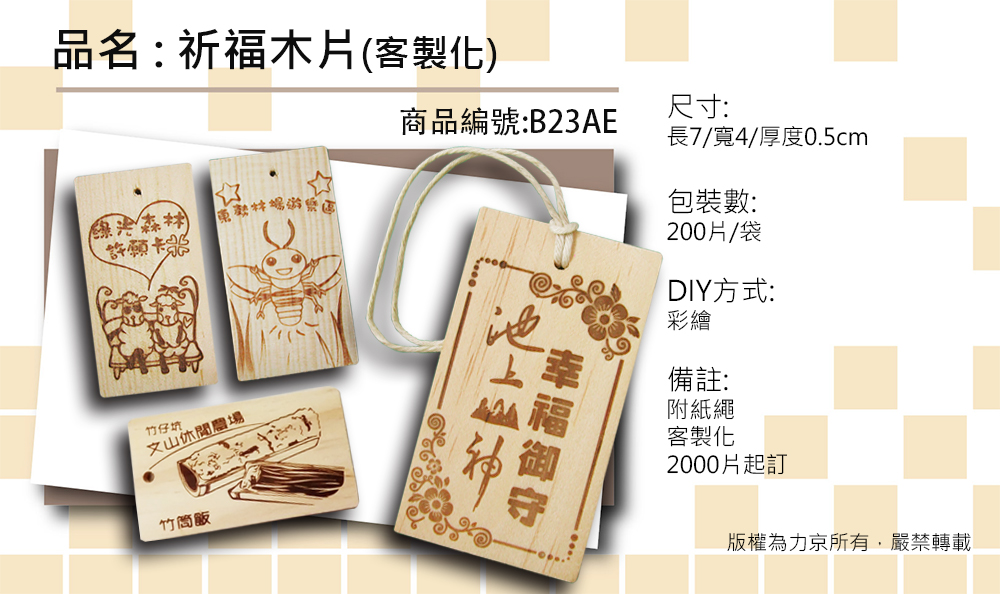 品名 : 祈福木片(客製化)
商品編號:B23AE
尺寸:
長7/寬4/厚度0.5cm
包裝數:
200片/袋
DIY方式:
彩繪
備註:
附紙繩
客製化
2000片起訂
版權為力京所有，嚴禁轉載
綠光森林
許願卡
東勢林場遊樂區
竹仔坑
文山休閒農場
竹筒飯
池上山神
幸福御守